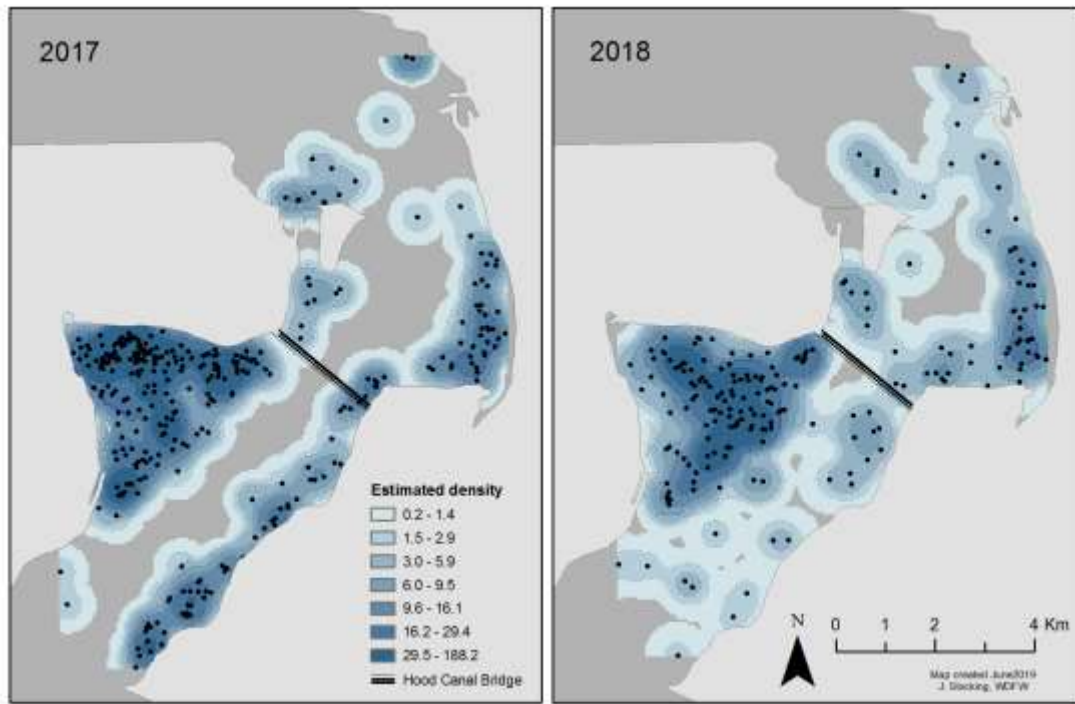 2017
2018
Estimated density
0.2 - 1.4
1.5 - 2.9
3.0 - 5.9
6.0 - 9.5
9.6 - 16.1
16.2 - 29.4
29.5 - 188.2
Hood Canal Bridge
N
0 1 2 4 Km
Map created June2019
J. Stocking, WDFW